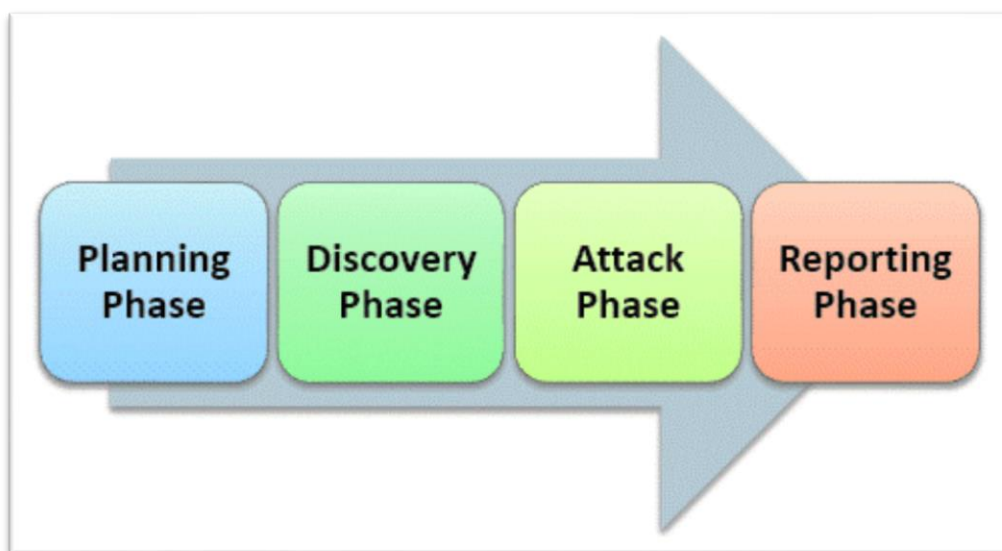 Planning
Phase
Discovery
Phase
Attack
Phase
Reporting
Phase